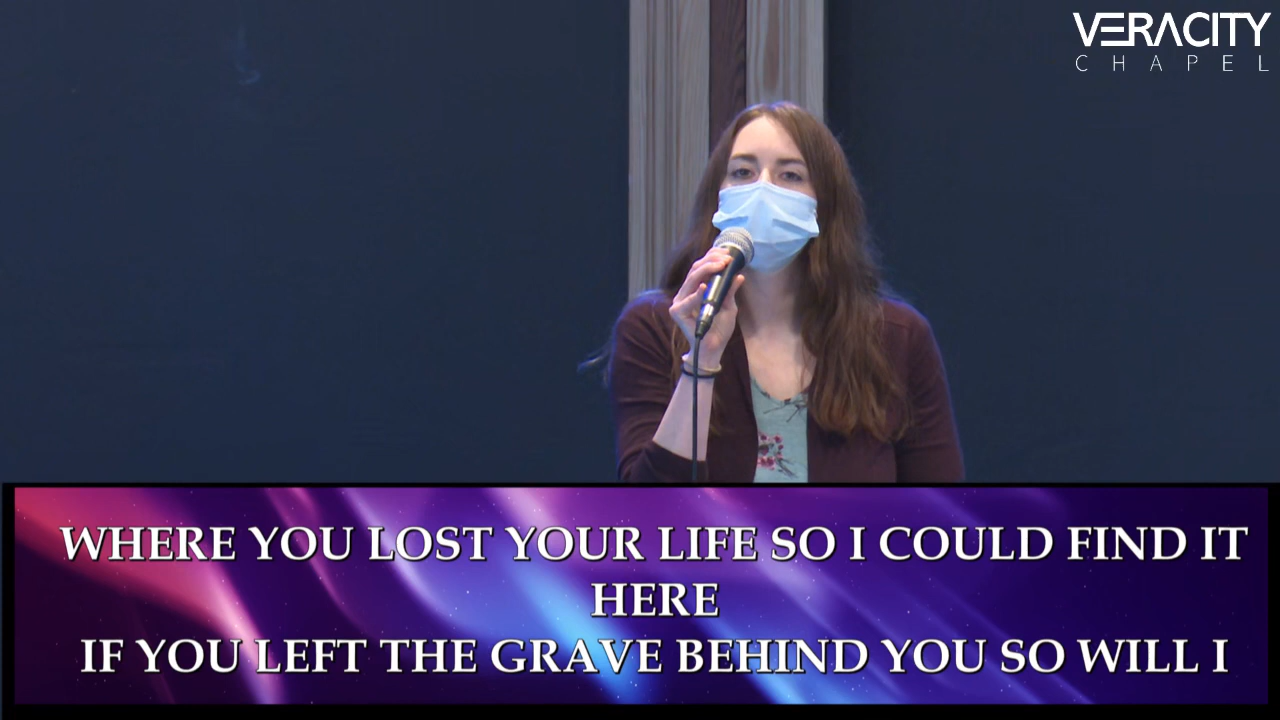 VERACITY
CHAPEL
WHERE YOU LOST YOUR LIFE SO I COULD FIND IT
HERE
IF YOU LEFT THE GRAVE BEHIND YOU SO WILL I